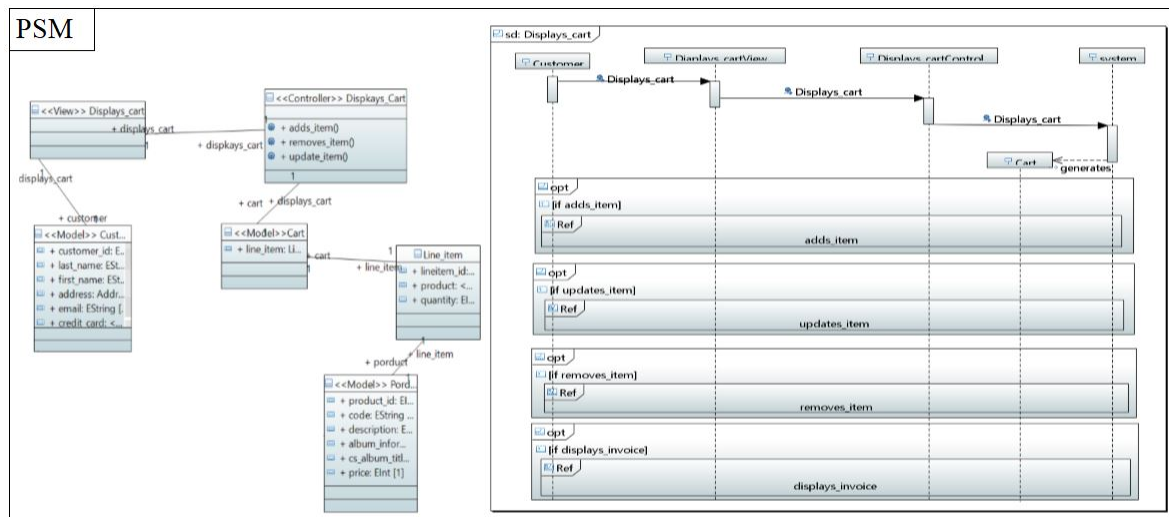 PSM
<<View>> Displays_cart
+ displays_cart
1
<<Controller>> Dispkays_Cart
1
+ adds_item()
+ removes_item()
+ update_item()
1
+ dispkays_cart
displays_cart
1
+ customer
<<Model>> Cust...
+ customer_id: E...
+ last_name: ESt...
+ first_name: ESt...
+ address: Addr...
+ email: EString [
+ credit_card: <...
+ cart
+ displays_cart
<<Model>>Cart
+ line_item: Li...
+ cart
1
1
+ line_item
Line_item
+ lineitem_id:...
+ product: <...
+ quantity: El...
1
+ line_item
+ porduct
1
<<Model>> Pord...
+ product_id: El...
+ code: EString ...
+ description: E...
+ album_infor...
+ cs_album_titl...
+ price: EInt [1]
sd: Displays_cart
Customer
Displays_cartView
Displays_cartControl
system
Displays_cart
Displays_cart
Displays_cart
Cart
generates
opt
[if adds_item]
Ref
adds_item
opt
[if updates_item]
Ref
updates_item
opt
[if removes_item]
Ref
removes_item
opt
[if displays_invoice]
Ref
displays_invoice